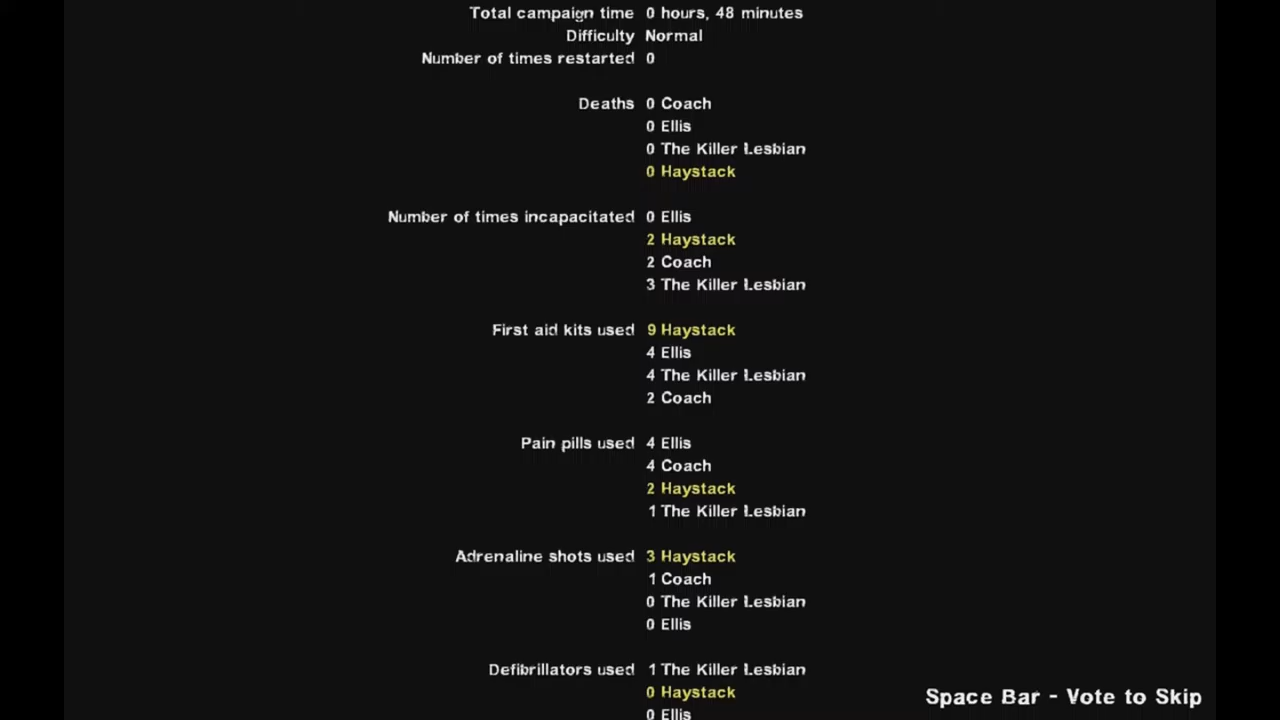 Total campaign time 0 hours, 48 minutes
Difficulty Normal
Number of times restarted 0
Deaths 0 Coach
0 Ellis
0 The Killer Lesbian
0 Haystack
Number of times incapacitated 0 Ellis
2 Haystack
2 Coach
3 The Killer Lesbian
First aid kits used 9 Haystack
4 Ellis
4 The Killer Lesbian
2 Coach
Pain pills used 4 Ellis
4 Coach
2 Haystack
1 The Killer Lesbian
Adrenaline shots used 3 Haystack
1 Coach
0 The Killer Lesbian
0 Ellis
Defibrillators used 1 The Killer Lesbian
0 Haystack
0 Ellis
Space Bar - Vote to Skip